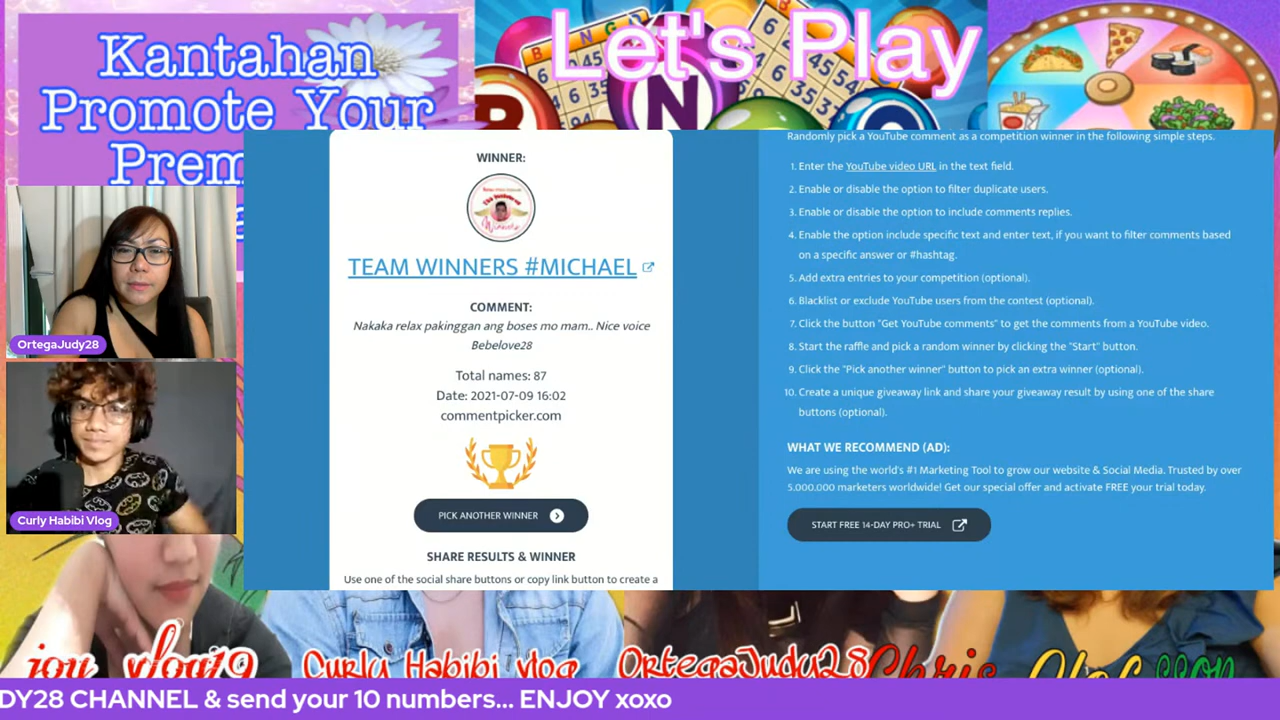 Kantahan
Promote Your
Prem
Let's Play
BINGO
N
OrtegaJudy28
Curly Habibi Vlog
WINNER:
TEAM WINNERS #MICHAEL
COMMENT:
Nakaka relax pakinggan ang boses mo mam.. Nice voice
Bebelove28
Total names: 87
Date: 2021-07-09 16:02
commentpicker.com
PICK ANOTHER WINNER
SHARE RESULTS & WINNER
Use one of the social share buttons or copy link button to create a
Randomly pick a YouTube comment as a competition winner in the following simple steps.
1. Enter the YouTube video URL in the text field.
2. Enable or disable the option to filter duplicate users.
3. Enable or disable the option to include comments replies.
4. Enable the option include specific text and enter text, if you want to filter comments based
on a specific answer or #hashtag.
5. Add extra entries to your competition (optional).
6. Blacklist or exclude YouTube users from the contest (optional).
7. Click the button "Get YouTube comments" to get the comments from a YouTube video.
8. Start the raffle and pick a random winner by clicking the "Start" button.
9. Click the "Pick another winner" button to pick an extra winner (optional).
10. Create a unique giveaway link and share your giveaway result by using one of the share
buttons (optional).
WHAT WE RECOMMEND (AD):
We are using the world's #1 Marketing Tool to grow our website & Social Media. Trusted by over
5.000.000 marketers worldwide! Get our special offer and activate FREE your trial today.
START FREE 14-DAY PRO+ TRIAL
joy vlog19
Curly Habibi vlog
OrtegaJudy28
Chris
DY28 CHANNEL & send your 10 numbers... ENJOY xoxo